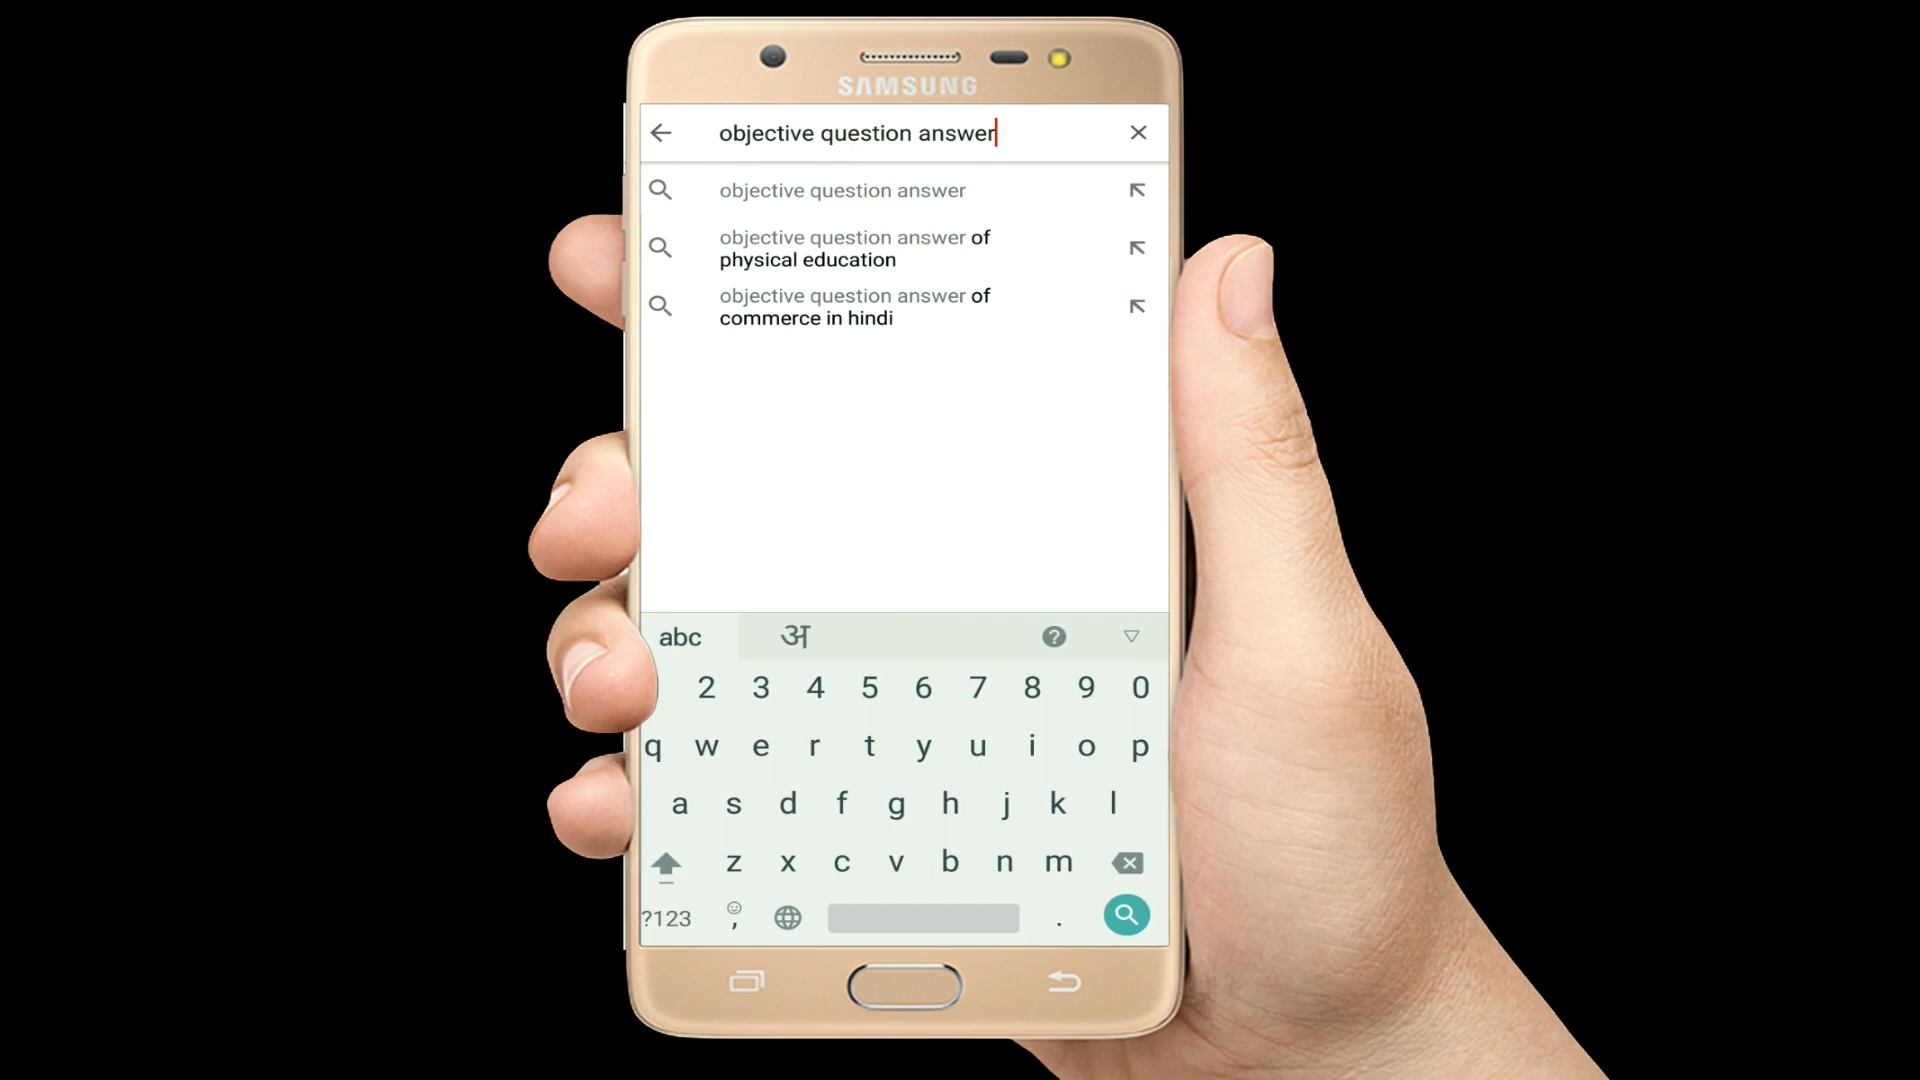 SAMSUNG
objective question answer
objective question answer
objective question answer of
physical education
objective question answer of
commerce in hindi
abc अ ?
2 3 4 5 6 7 8 9 0
q w e r t y u i o p
a s d f g h j k l
z x c v b n m
?123 , .